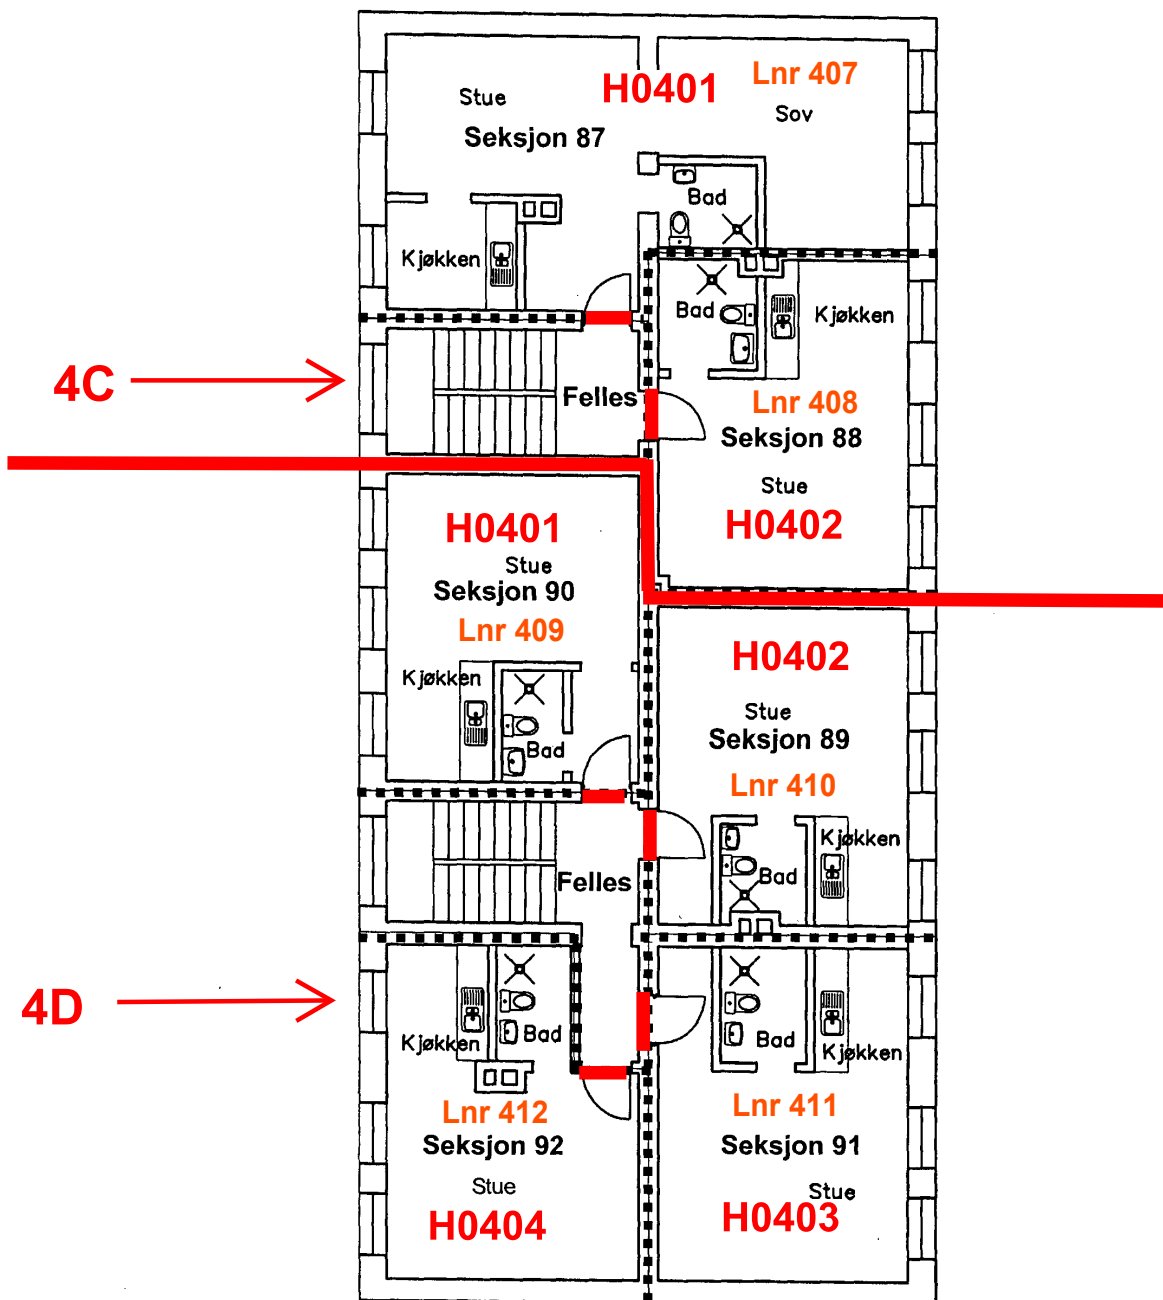 Lnr 407
H0401
Stue
Sov
Seksjon 87
Bad
Kjøkken
Bad
Kjøkken
4C
Felles
Lnr 408
Seksjon 88
Stue
H0402
H0401
Stue
Seksjon 90
Lnr 409
H0402
Kjøkken
Stue
Seksjon 89
Bad
Lnr 410
Kjøkken
Felles
Bad
4D
Kjøkken
Bad
Bad
Kjøkken
Lnr 412
Lnr 411
Seksjon 92
Seksjon 91
Stue
Stue
H0404
H0403